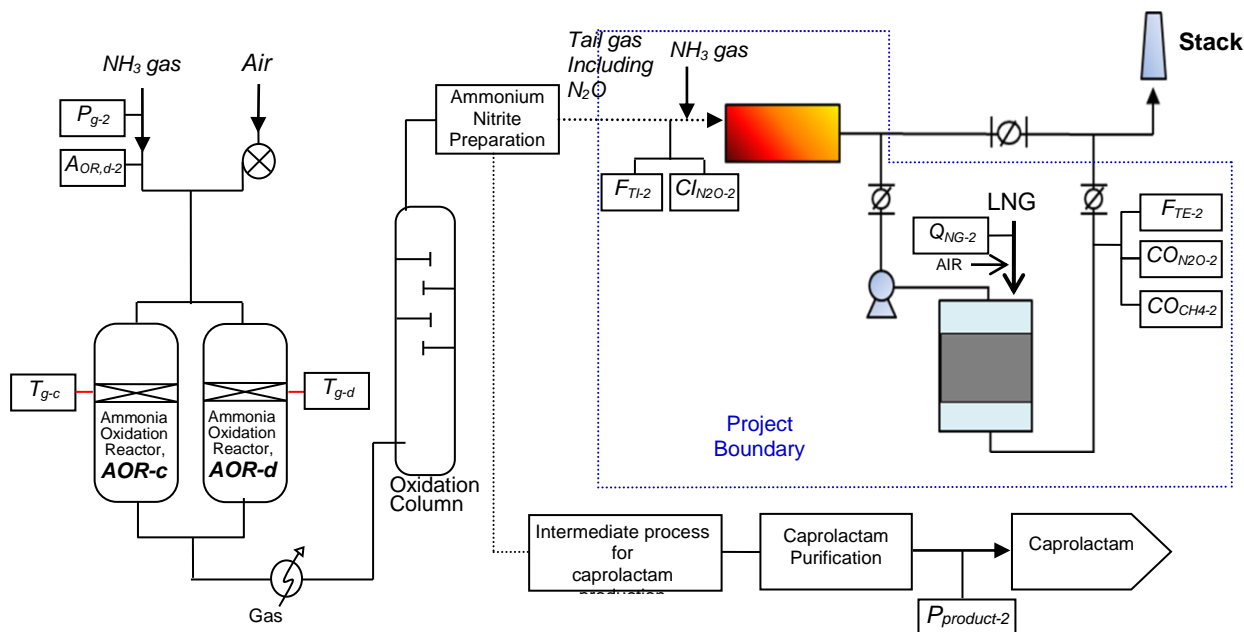 NH3 gas
Air
Pg-2
AOR,d-2
Tail gas
Including
N2O
NH3 gas
Stack
Ammonium
Nitrite
Preparation
FTI-2
CIN2O-2
LNG
QNG-2
AIR
FTE-2
CON2O-2
COCH4-2
Tg-c
Tg-d
Ammonia
Oxidation
Reactor,
AOR-c
Ammonia
Oxidation
Reactor,
AOR-d
Project
Boundary
Oxidation
Column
Gas
Intermediate process
for
caprolactam
production
Caprolactam
Purification
Caprolactam
Pproduct-2